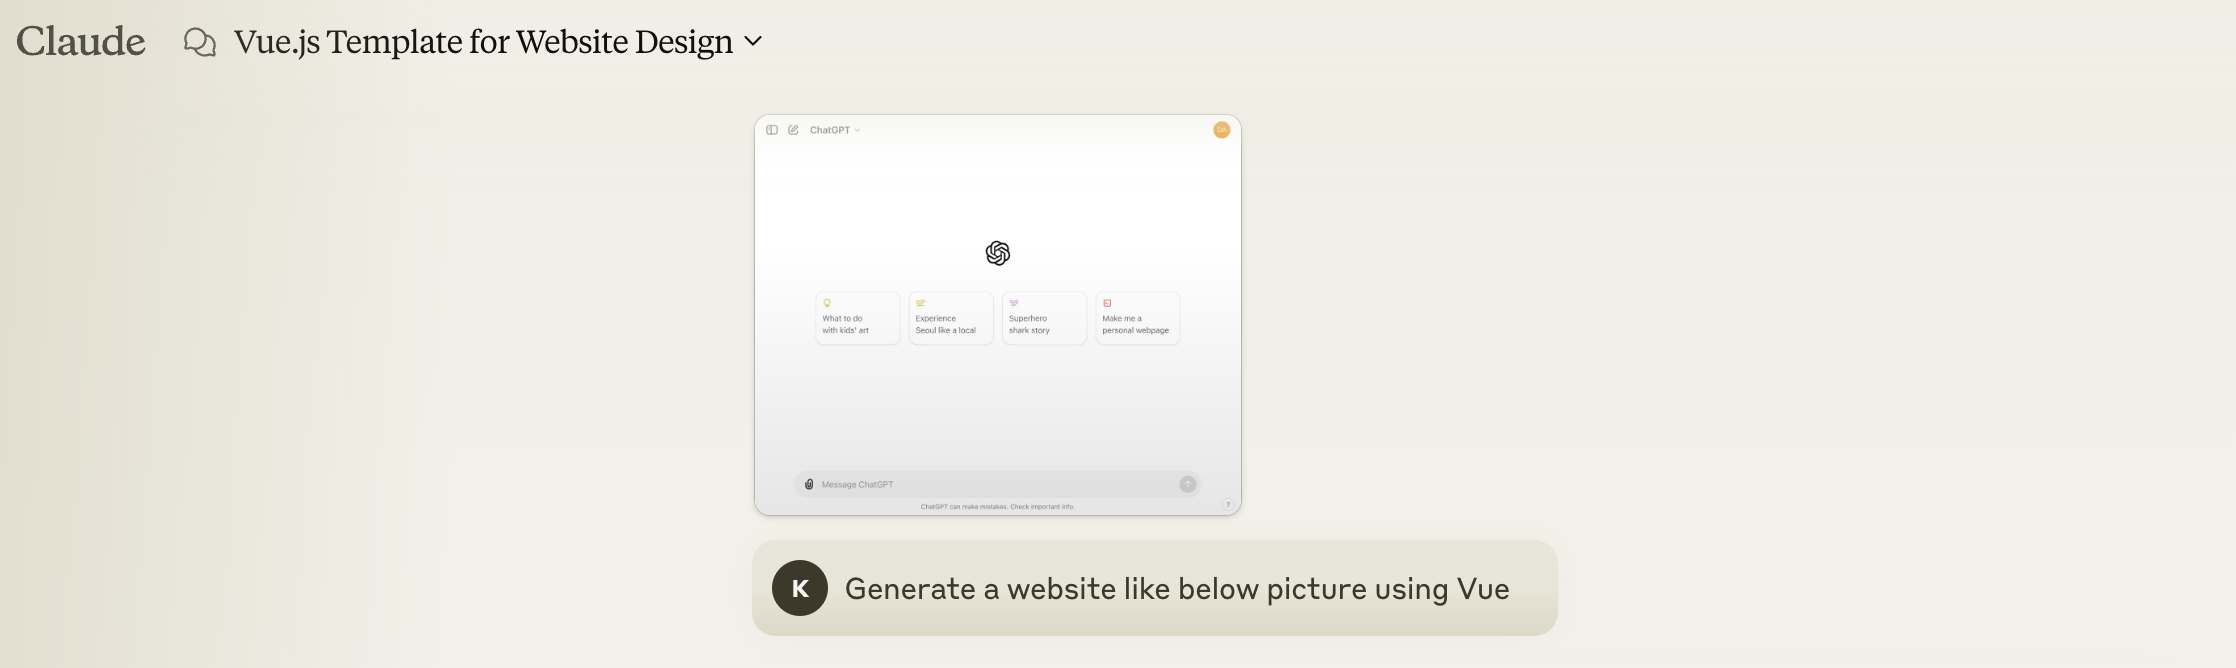 Claude
Vue.js Template for Website Design
ChatGPT
DA
What to do
with kids' art
Experience
Seoul like a local
Superhero
shark story
Make me a
personal webpage
Message ChatGPT
ChatGPT can make mistakes. Check important info.
?
K
Generate a website like below picture using Vue